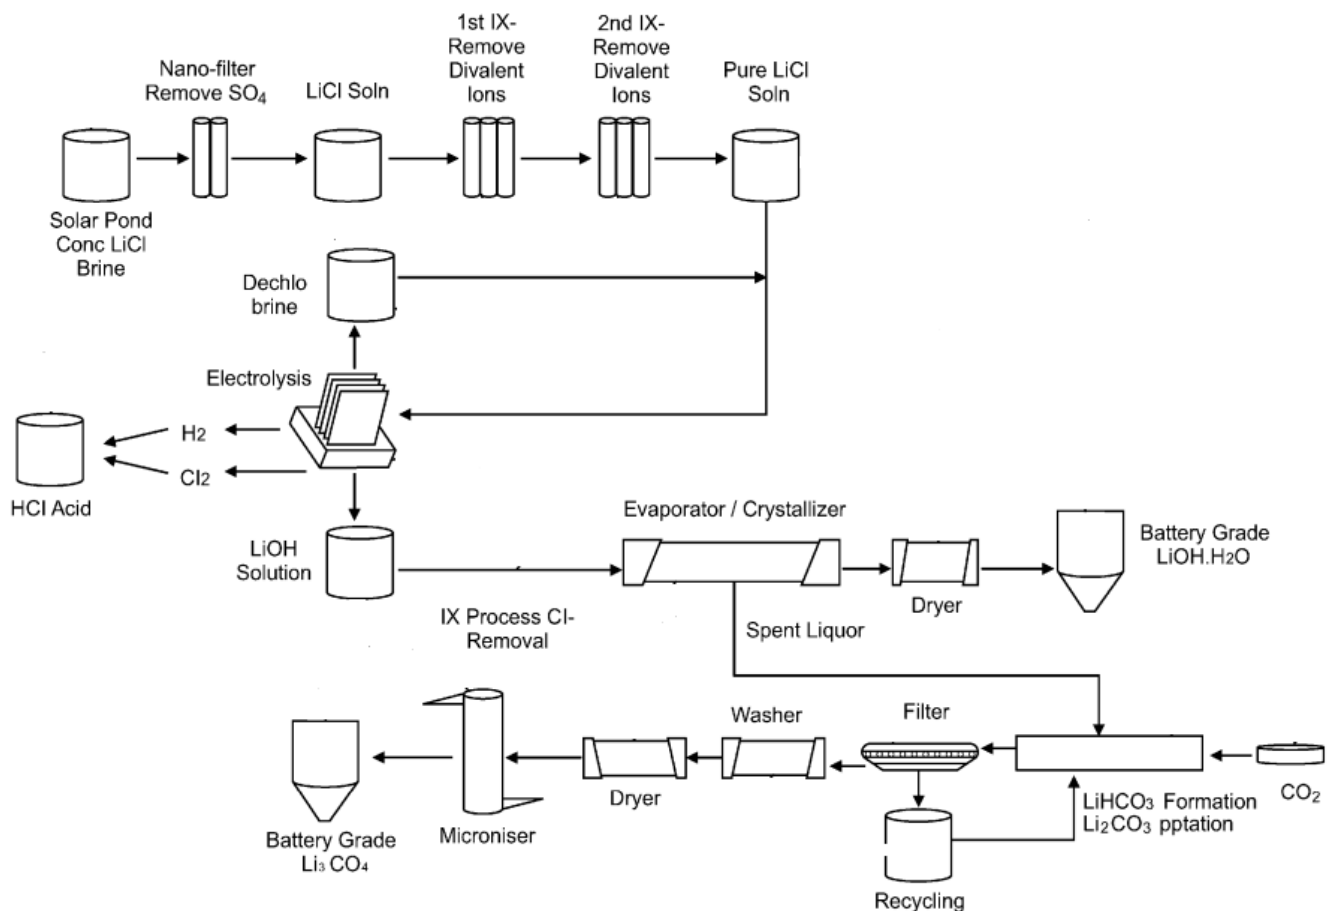 Nano-filter
Remove SO₄
LiCl Soln
1st IX-
Remove
Divalent
Ions
2nd IX-
Remove
Divalent
Ions
Pure LiCl
Soln
Solar Pond
Conc LiCl
Brine
Dechlo
brine
Electrolysis
H2
Cl2
HCl Acid
LiOH
Solution
Evaporator / Crystallizer
Battery Grade
LiOH.H₂O
Dryer
IX Process Cl-
Removal
Spent Liquor
Filter
Washer
Dryer
Microniser
Battery Grade
Li₃ CO₄
LiHCO₃ Formation
Li₂CO₃ pptation
CO₂
Recycling